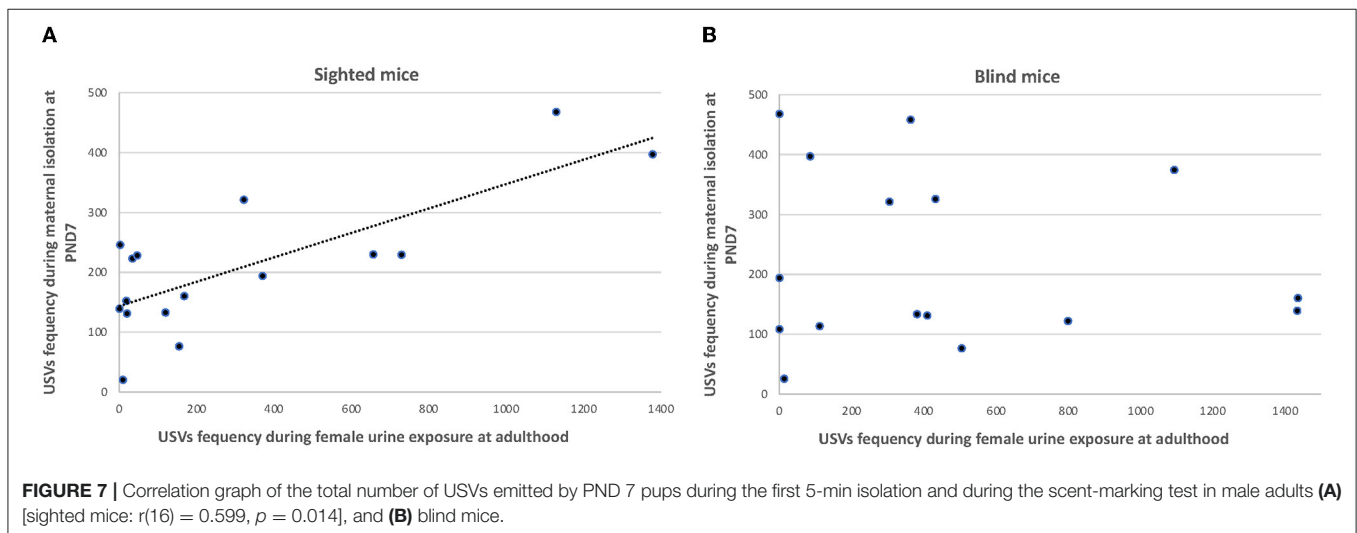 A
Sighted mice
USVs fequency during maternal isolation at
PND7
500
400
300
200
100
0
0 200 400 600 800 1000 1200 1400
USVs fequency during female urine exposure at adulthood
B
Blind mice
USVs fequency during maternal isolation at
PND7
500
400
300
200
100
0
0 200 400 600 800 1000 1200 1400
USVs fequency during female urine exposure at adulthood
FIGURE 7 | Correlation graph of the total number of USVs emitted by PND 7 pups during the first 5-min isolation and during the scent-marking test in male adults (A)
[sighted mice: r(16) = 0.599, p = 0.014], and (B) blind mice.